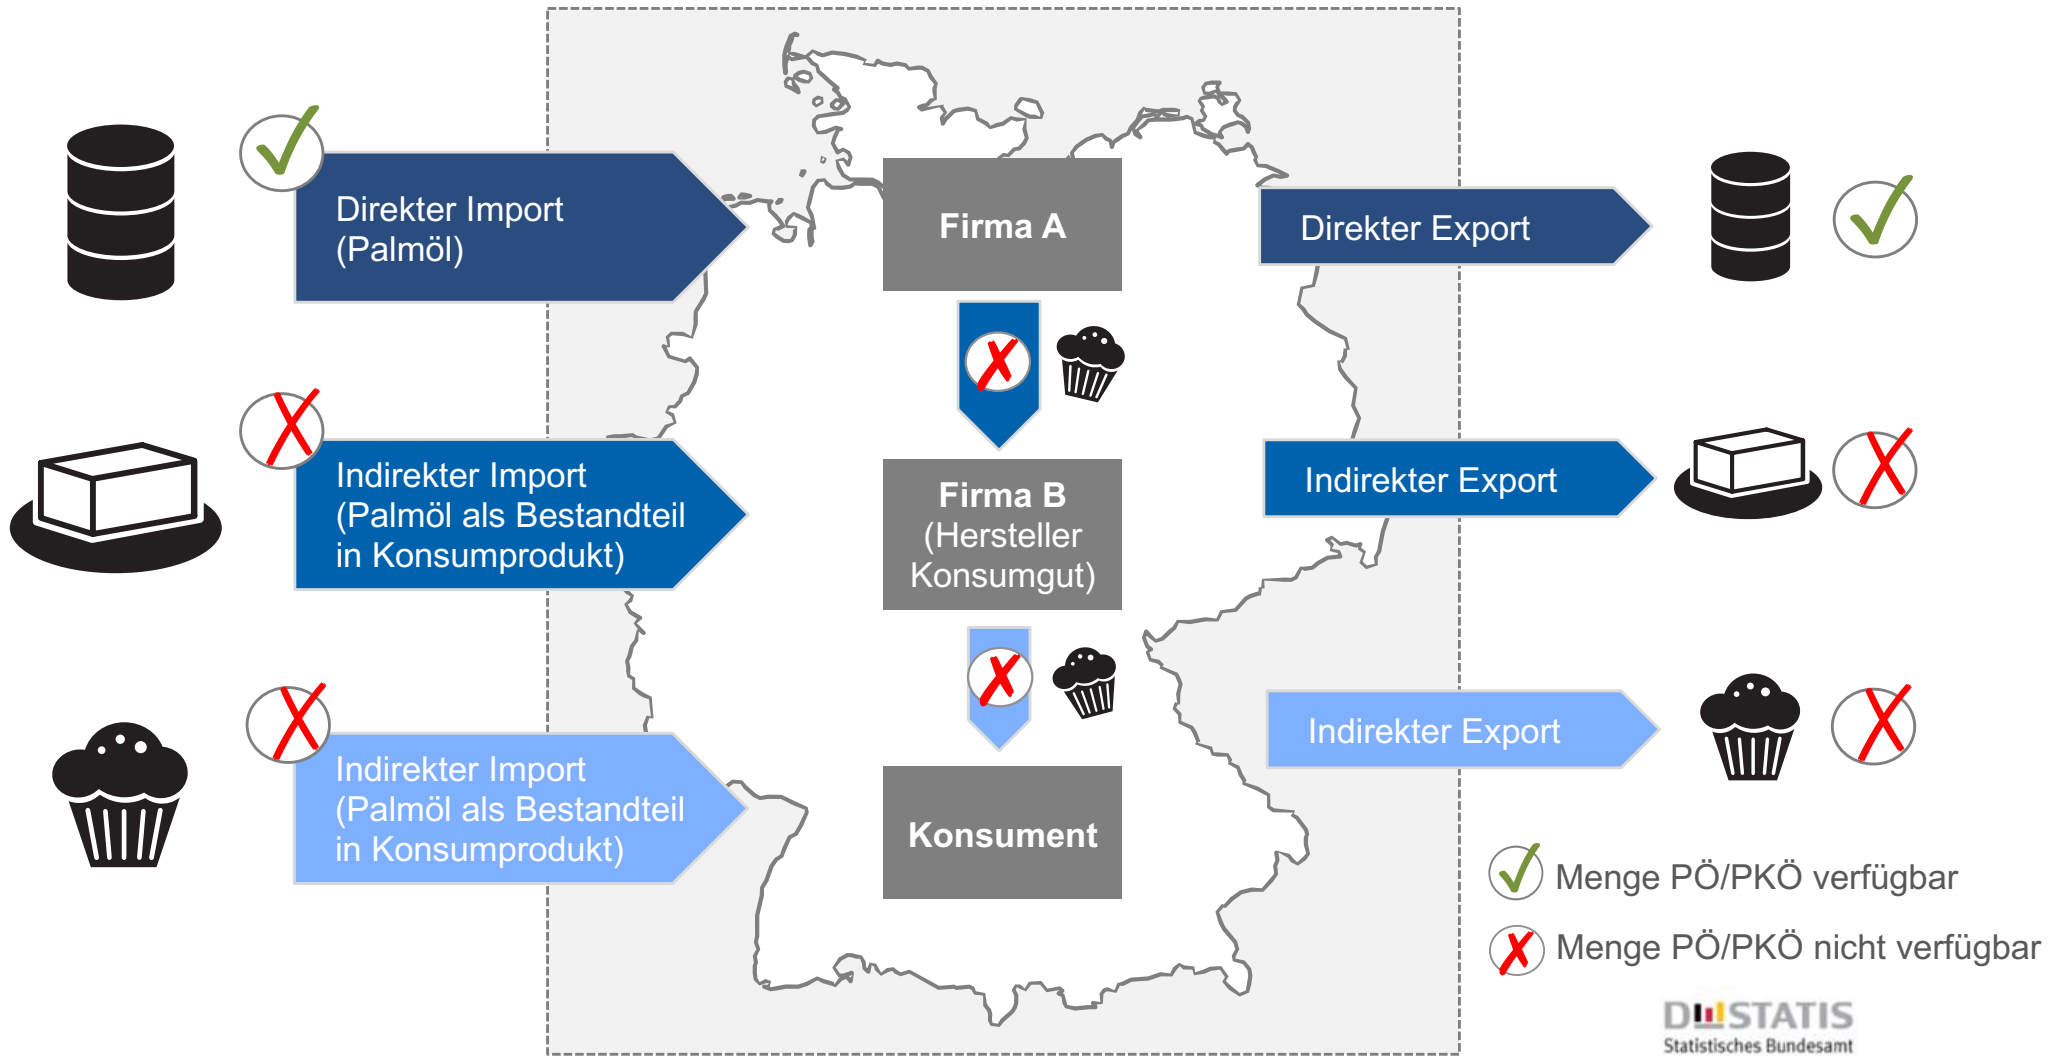 Direkter Import
(Palmöl)
Firma A
Direkter Export
Indirekter Import
(Palmöl als Bestandteil
in Konsumprodukt)
Firma B
(Hersteller
Konsumgut)
Indirekter Export
Indirekter Import
(Palmöl als Bestandteil
in Konsumprodukt)
Konsument
Indirekter Export
Menge PÖ/PKÖ verfügbar
Menge PÖ/PKÖ nicht verfügbar
DESTATIS
Statistisches Bundesamt